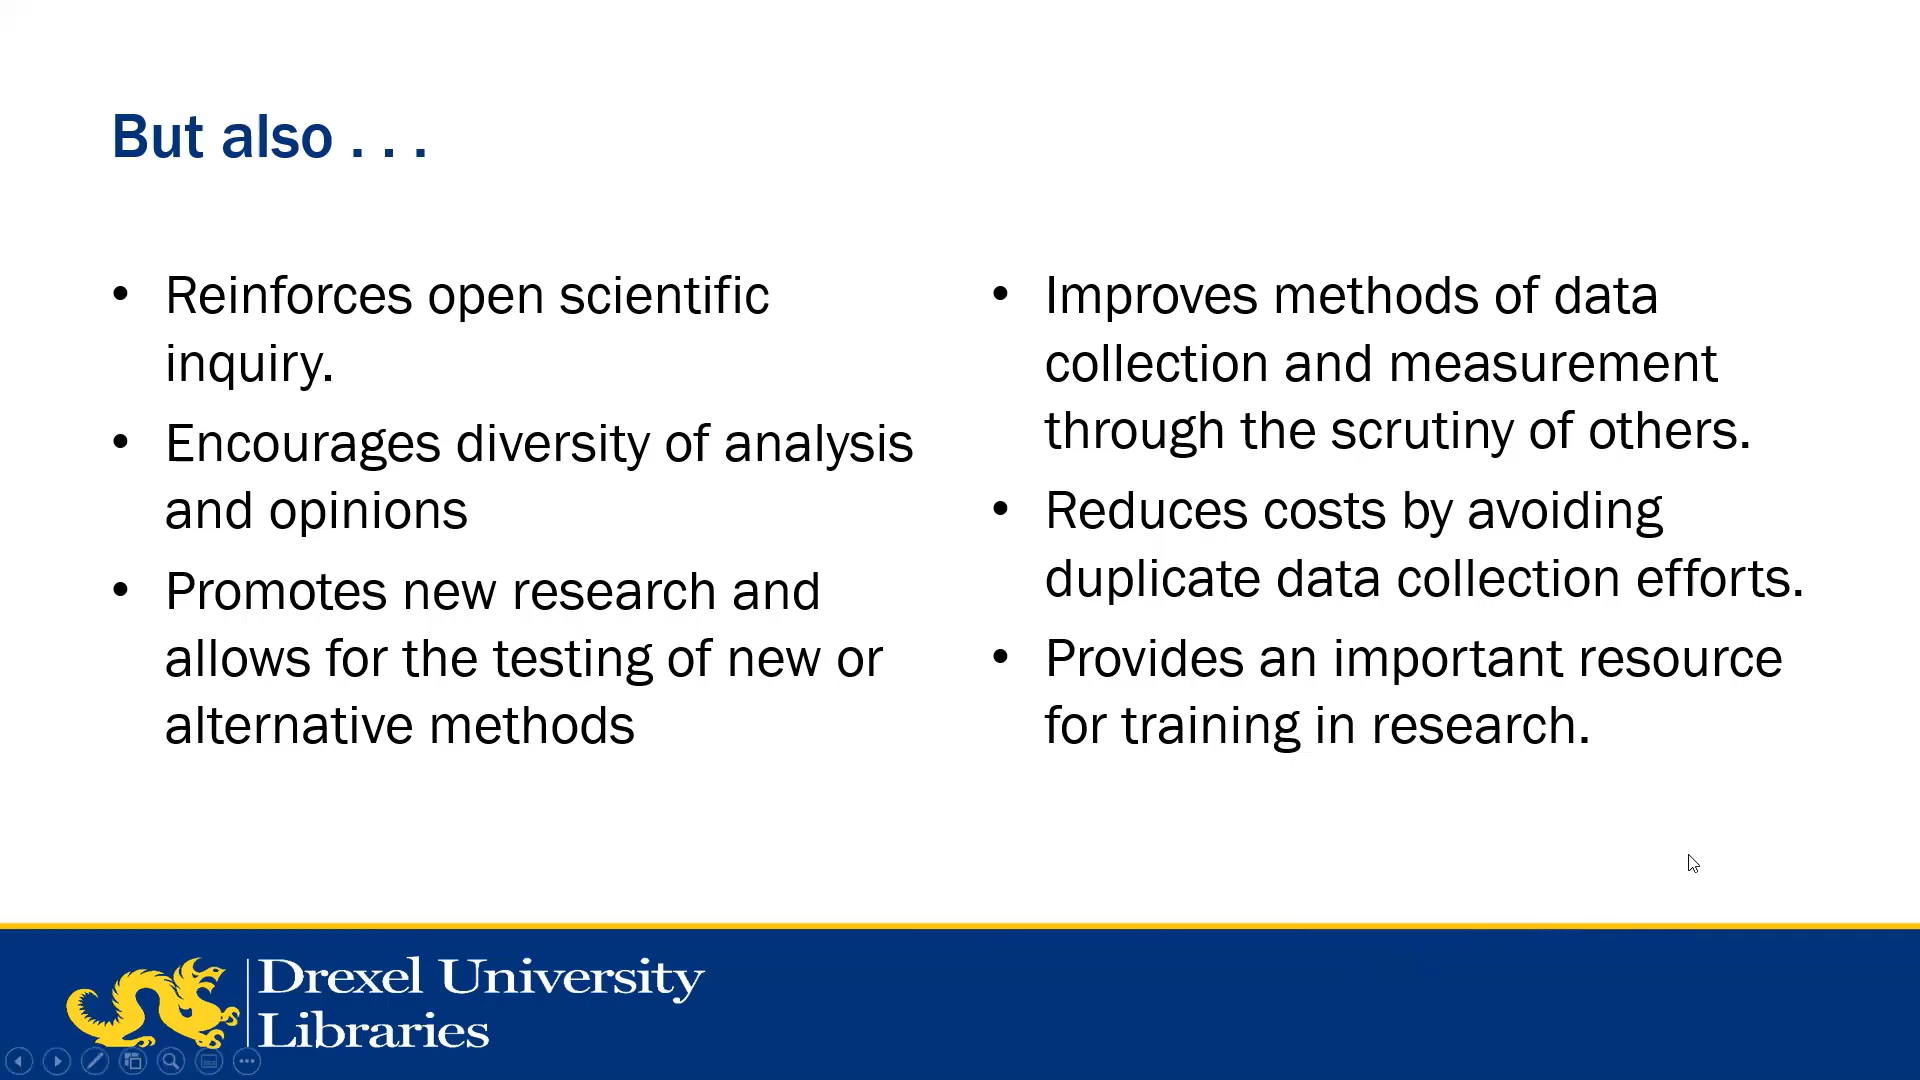 But also . . .
• Reinforces open scientific
inquiry.
• Encourages diversity of analysis
and opinions
• Promotes new research and
allows for the testing of new or
alternative methods
• Improves methods of data
collection and measurement
through the scrutiny of others.
• Reduces costs by avoiding
duplicate data collection efforts.
• Provides an important resource
for training in research.
Drexel University
Libraries